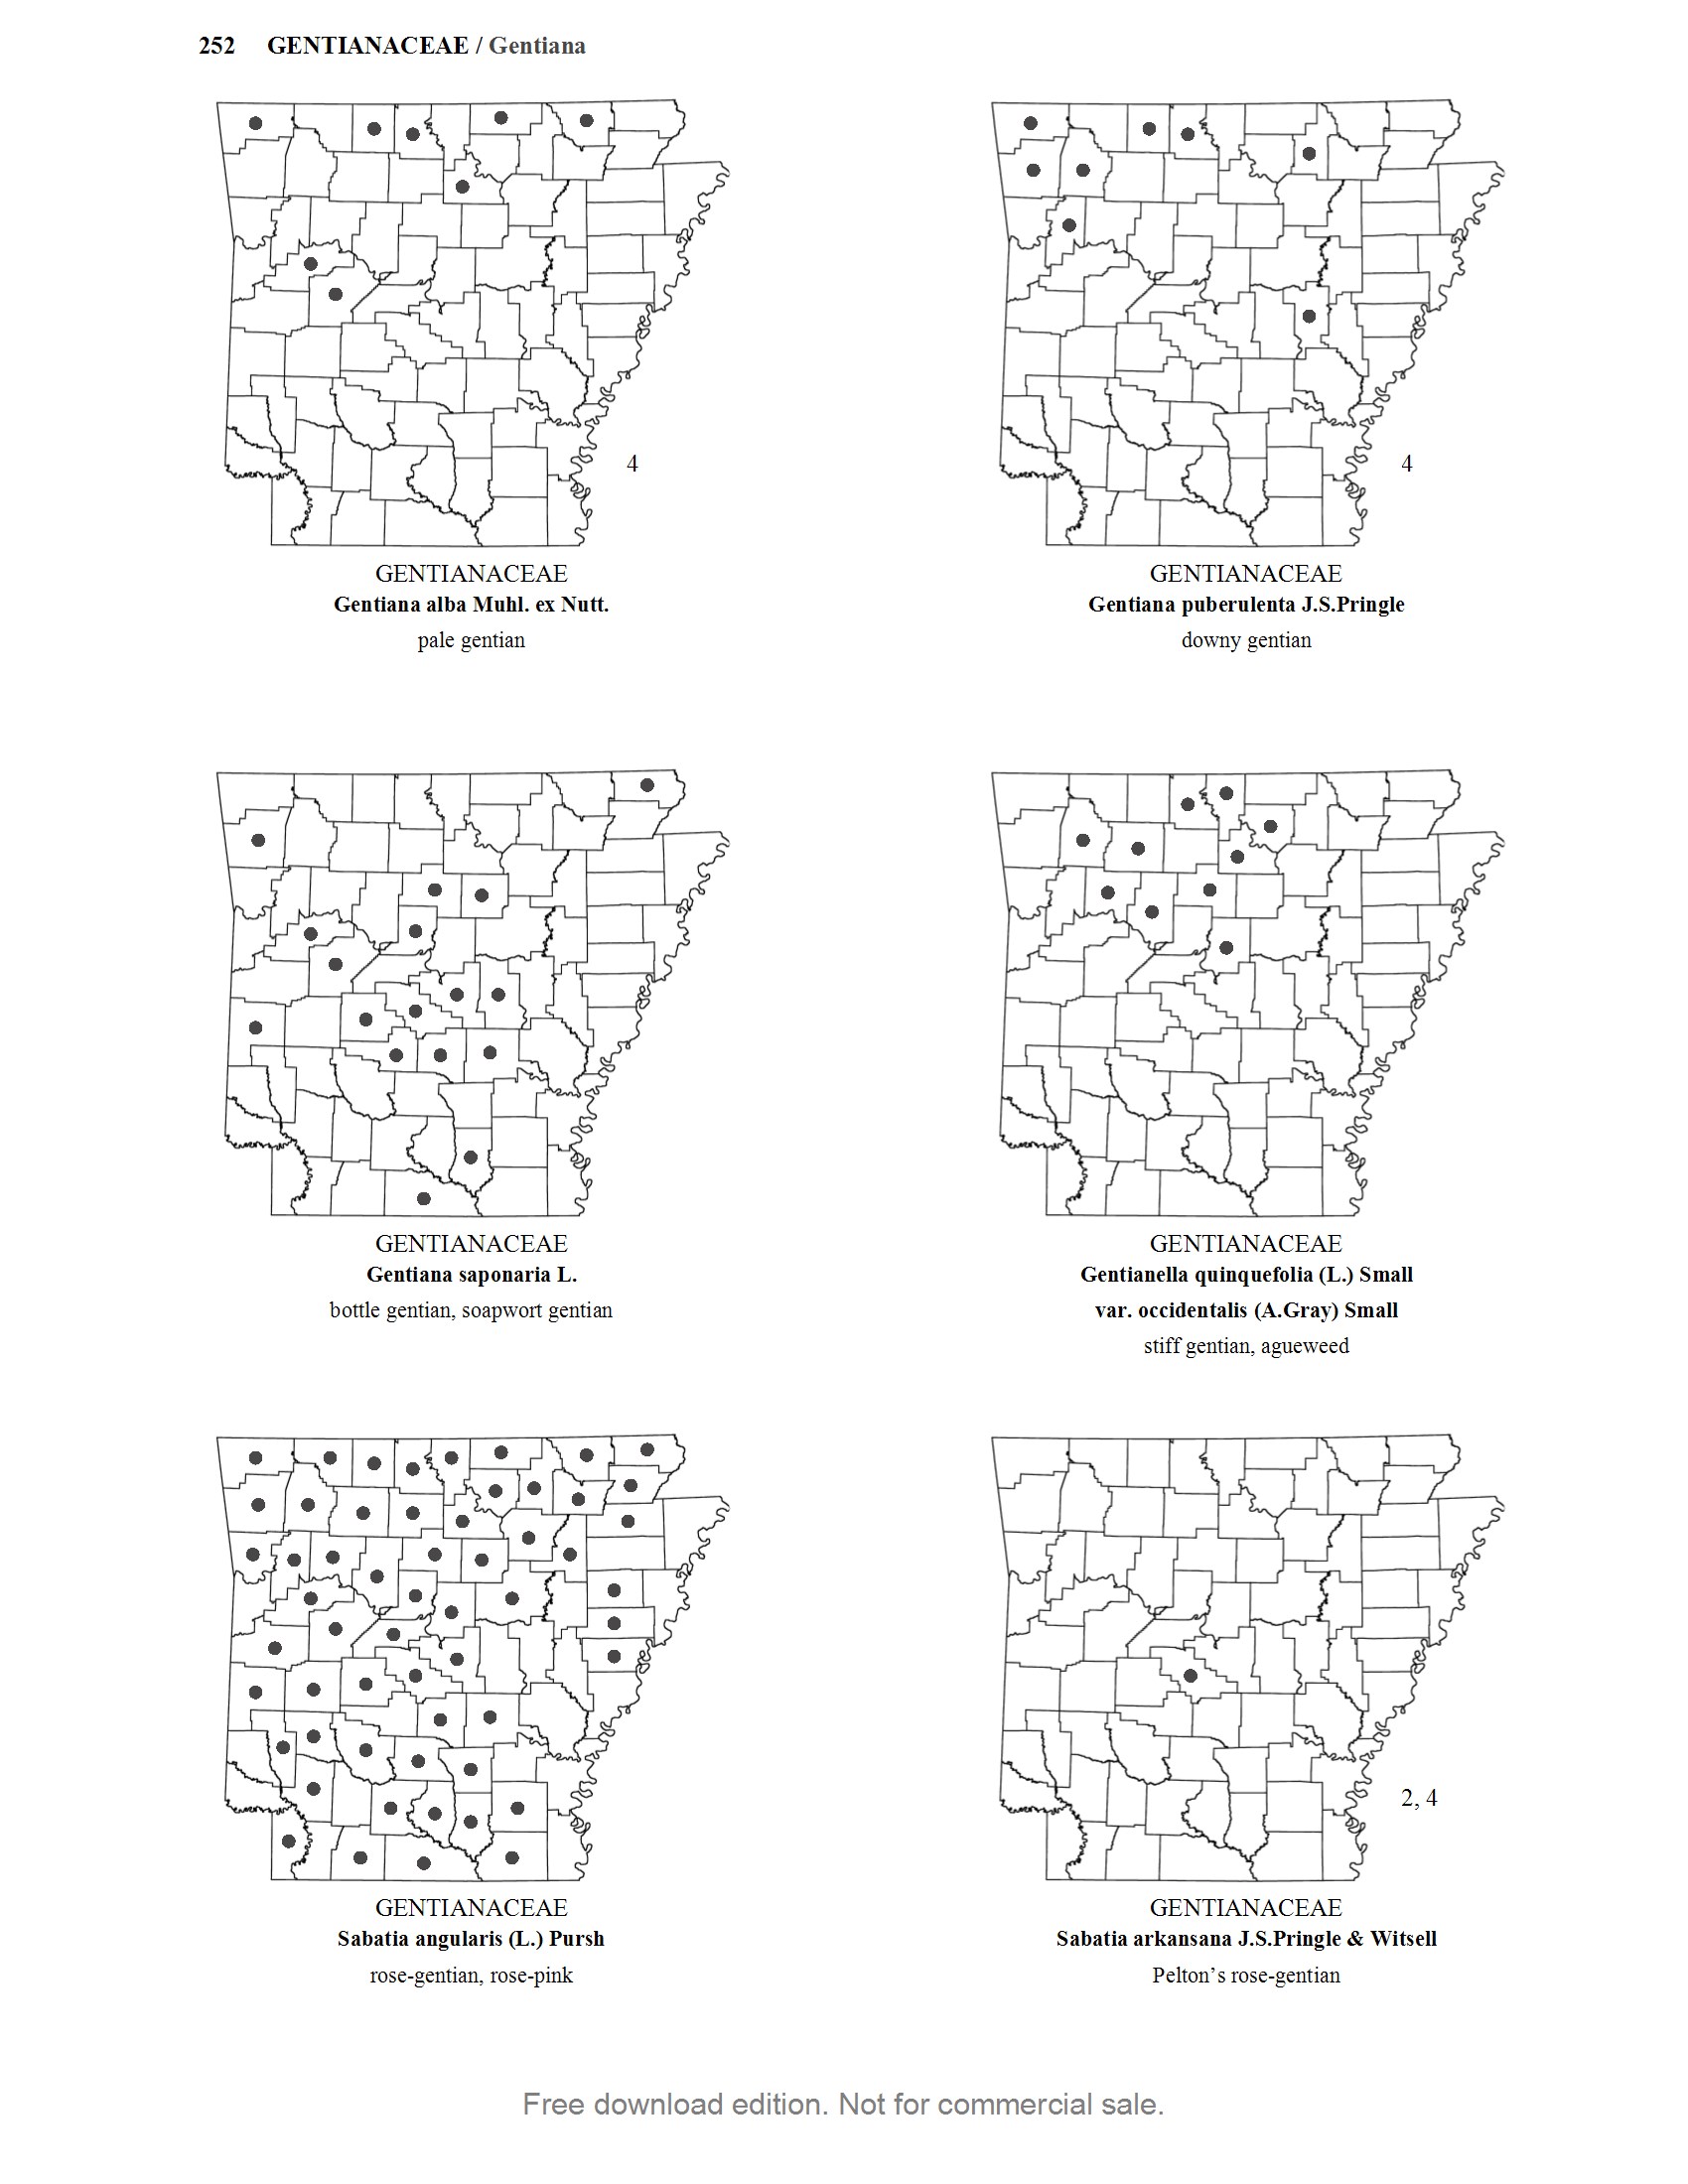 252 GENTIANACEAE / Gentiana
4
GENTIANACEAE
Gentiana alba Muhl. ex Nutt.
pale gentian
4
GENTIANACEAE
Gentiana puberulenta J.S.Pringle
downy gentian
GENTIANACEAE
Gentiana saponaria L.
bottle gentian, soapwort gentian
GENTIANACEAE
Gentianella quinquefolia (L.) Small
var. occidentalis (A.Gray) Small
stiff gentian, agueweed
GENTIANACEAE
Sabatia angularis (L.) Pursh
rose-gentian, rose-pink
2, 4
GENTIANACEAE
Sabatia arkansana J.S.Pringle & Witsell
Pelton’s rose-gentian
Free download edition. Not for commercial sale.